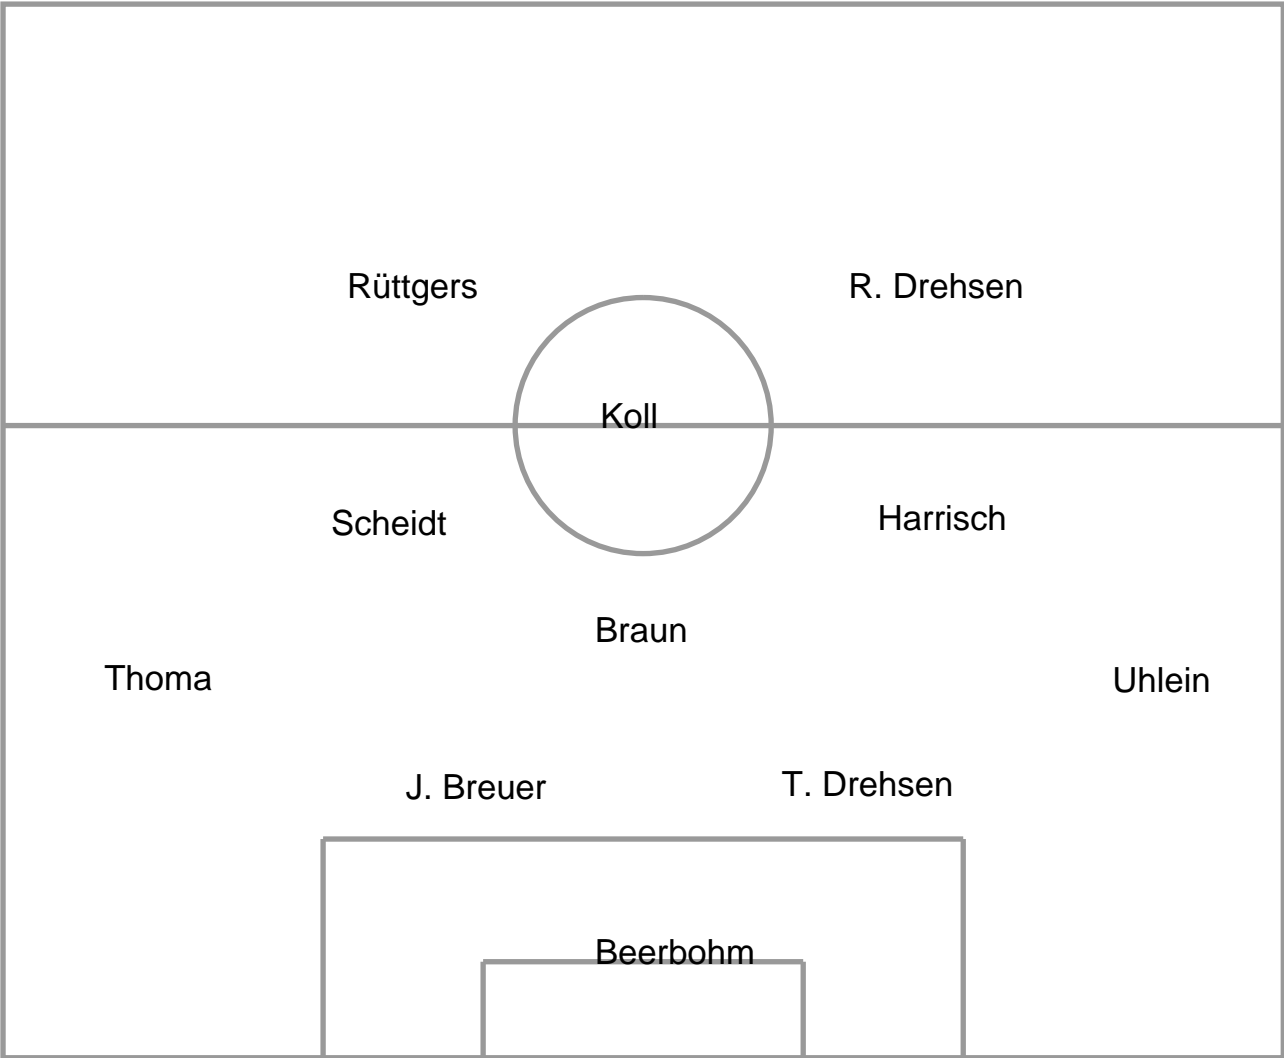 Rüttgers
R. Drehsen
Koll
Scheidt
Harrisch
Braun
Thoma
Uhlein
J. Breuer
T. Drehsen
Beerbohm